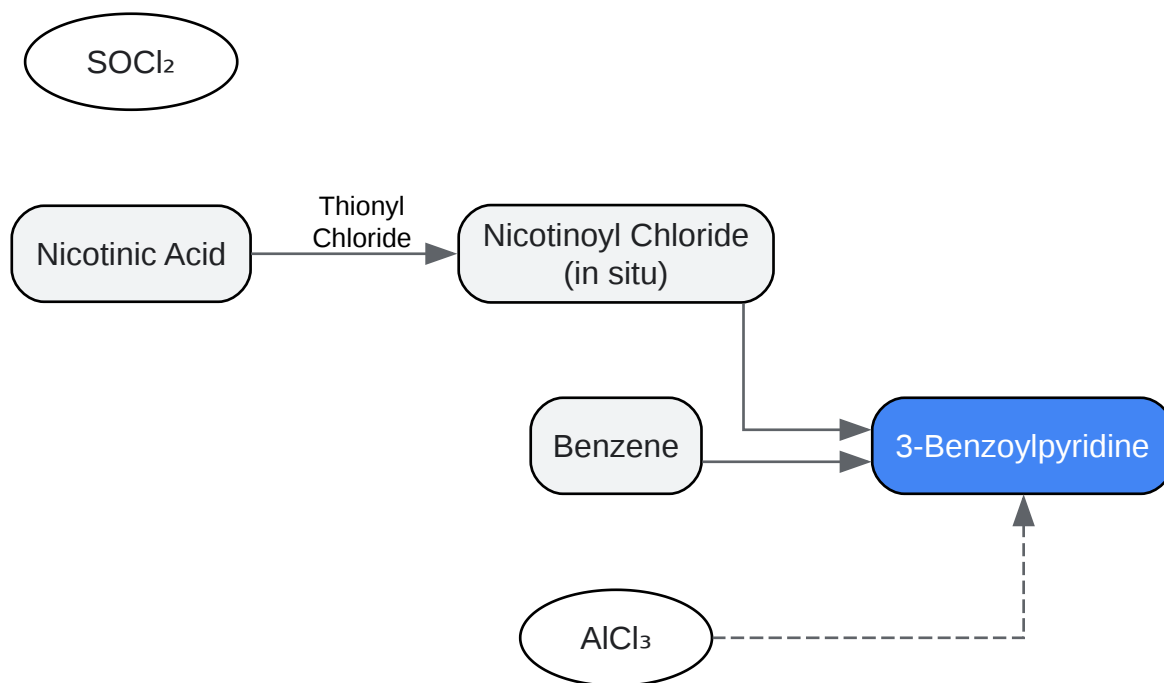 SOCl₂
Thionyl
Chloride
Nicotinic Acid
Nicotinoyl Chloride
(in situ)
Benzene
3-Benzoylpyridine
AlCl₃